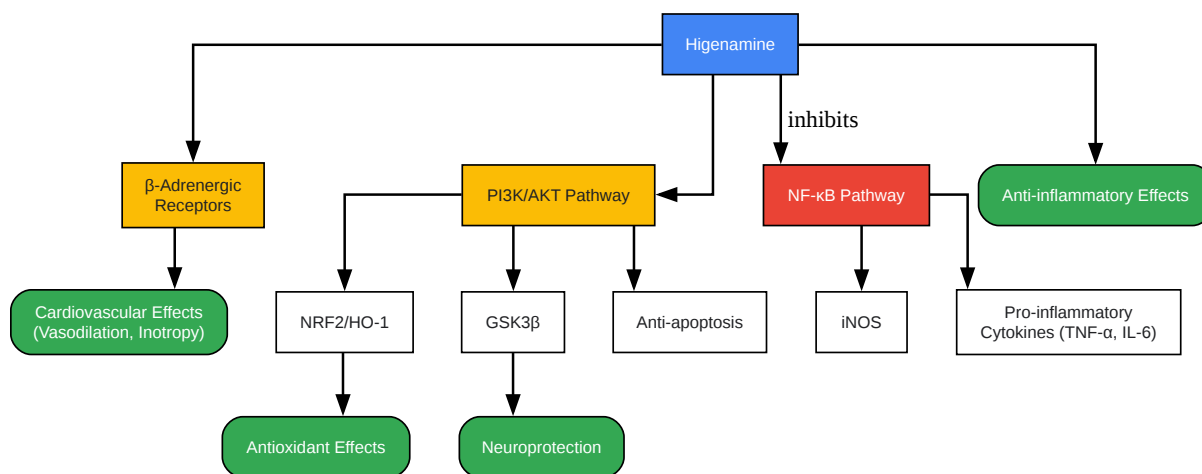 Higenamine
inhibits
β-Adrenergic
Receptors
PI3K/AKT Pathway
NF-κB Pathway
Anti-inflammatory Effects
Cardiovascular Effects
(Vasodilation, Inotropy)
NRF2/HO-1
GSK3β
Anti-apoptosis
iNOS
Pro-inflammatory
Cytokines (TNF-α, IL-6)
Antioxidant Effects
Neuroprotection